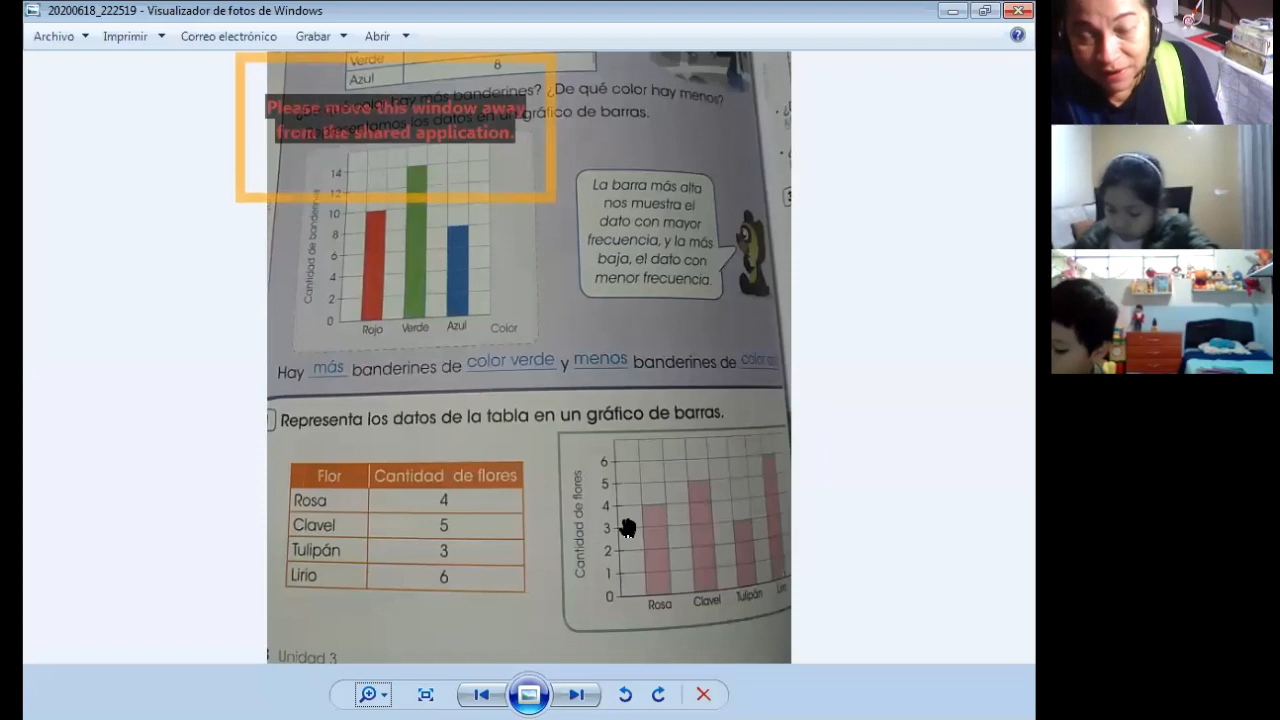 20200618_222519 - Visualizador de fotos de Windows
Archivo Imprimir Correo electrónico Grabar Abrir
Verde
8
Azul
color hay más banderines? ¿De qué color hay menos?
los datos en un gráfico de barras.
Please move this window away
from the shared application.
Cantidad de banderines
14
12
10
8
6
4
2
0
Rojo Verde Azul Color
La barra más alta
nos muestra el
dato con mayor
frecuencia, y la más
baja, el dato con
menor frecuencia.
Hay más banderines de color verde y menos banderines de color
Representa los datos de la tabla en un gráfico de barras.
Flor Cantidad de flores
Rosa 4
Clavel 5
Tulipán 3
Lirio 6
Cantidad de flores
6
5
4
3
2
1
0
Rosa Clavel Tulipán
Unidad 3